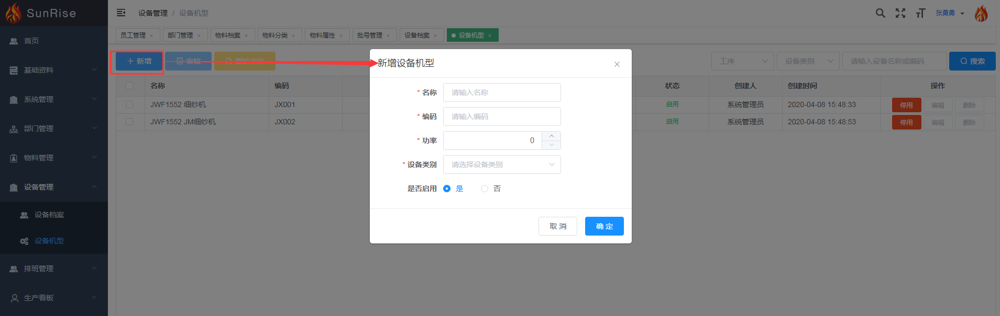 SunRise
设备管理 / 设备机型
张勇勇
员工管理 × 部门管理 × 物料档案 × 物料分类 × 物料属性 × 批号管理 × 设备档案 × 设备机型 ×
首页
基础资料
系统管理
部门管理
物料管理
设备管理
设备档案
设备机型
排班管理
生产看板
新增 审核 撤销审核
工序 设备类别 请输入设备名称或编码 搜索
名称 编码 状态 创建人 创建时间 操作
JWF1552 细纱机 JX001 启用 系统管理员 2020-04-08 15:48:33 停用 编辑 删除
JWF1552 JM细纱机 JX002 启用 系统管理员 2020-04-08 15:48:53 停用 编辑 删除
新增设备机型
* 名称 请输入名称
* 编码 请输入编码
* 功率 0
* 设备类别 请选择设备类别
是否启用 是 否
取 消 确 定